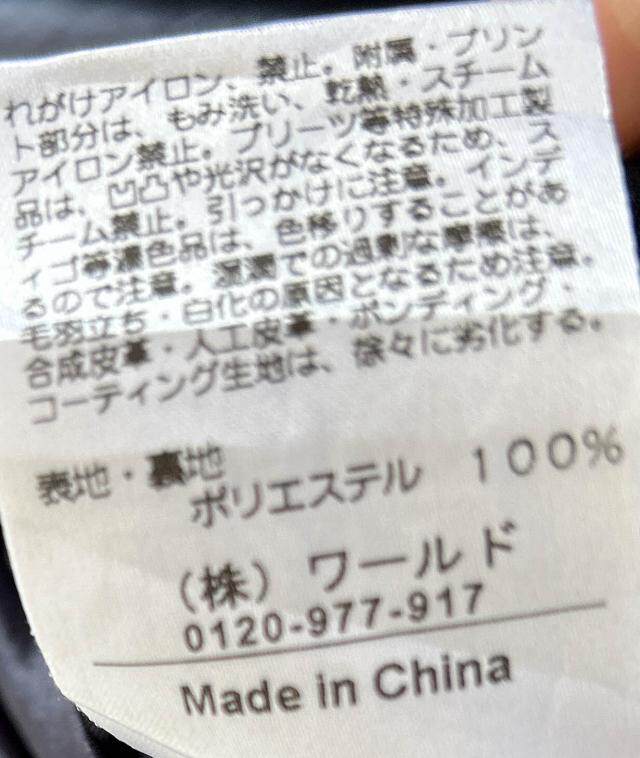 れがけアイロン、禁止。附属・プリン
ト部分は、もみ洗い、乾熱・スチーム
アイロン禁止。プリーツ等特殊加工製
品は、凹凸や光沢がなくなるため、ス
チーム禁止。引っかけに注意。インデ
ィゴ等濃色品は、色移りすることがあ
るので注意。湿潤での過剰な摩擦は、
毛羽立ち・白化の原因となるため注意。
合成皮革・人工皮革・ボンディング・
コーティング生地は、徐々に劣化する。
表地・裏地
ポリエステル 100%
(株) ワールド
0120-977-917
Made in China